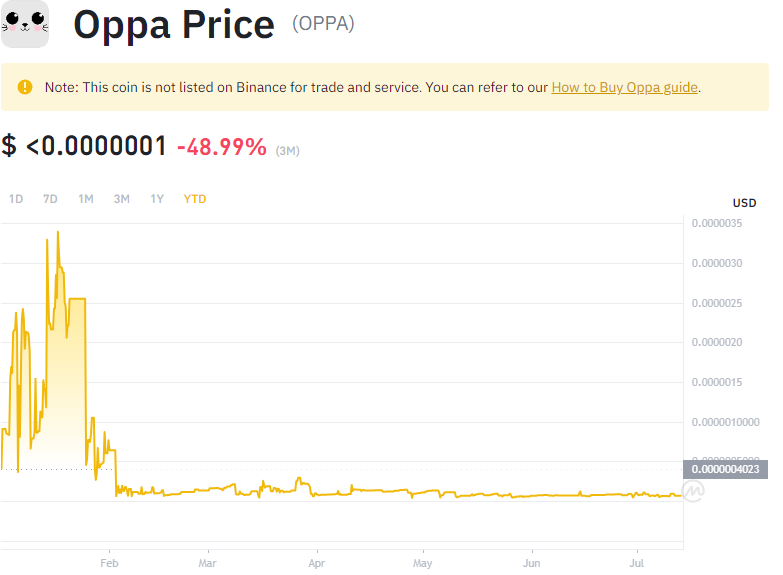 Oppa Price (OPPA)
Note: This coin is not listed on Binance for trade and service. You can refer to our How to Buy Oppa guide.
$ <0.0000001 -48.99% (3M)
1D 7D 1M 3M 1Y YTD
USD
0.0000035
0.0000030
0.0000025
0.0000020
0.0000015
0.0000010000
0.0000004023
Feb Mar Apr May Jun Jul